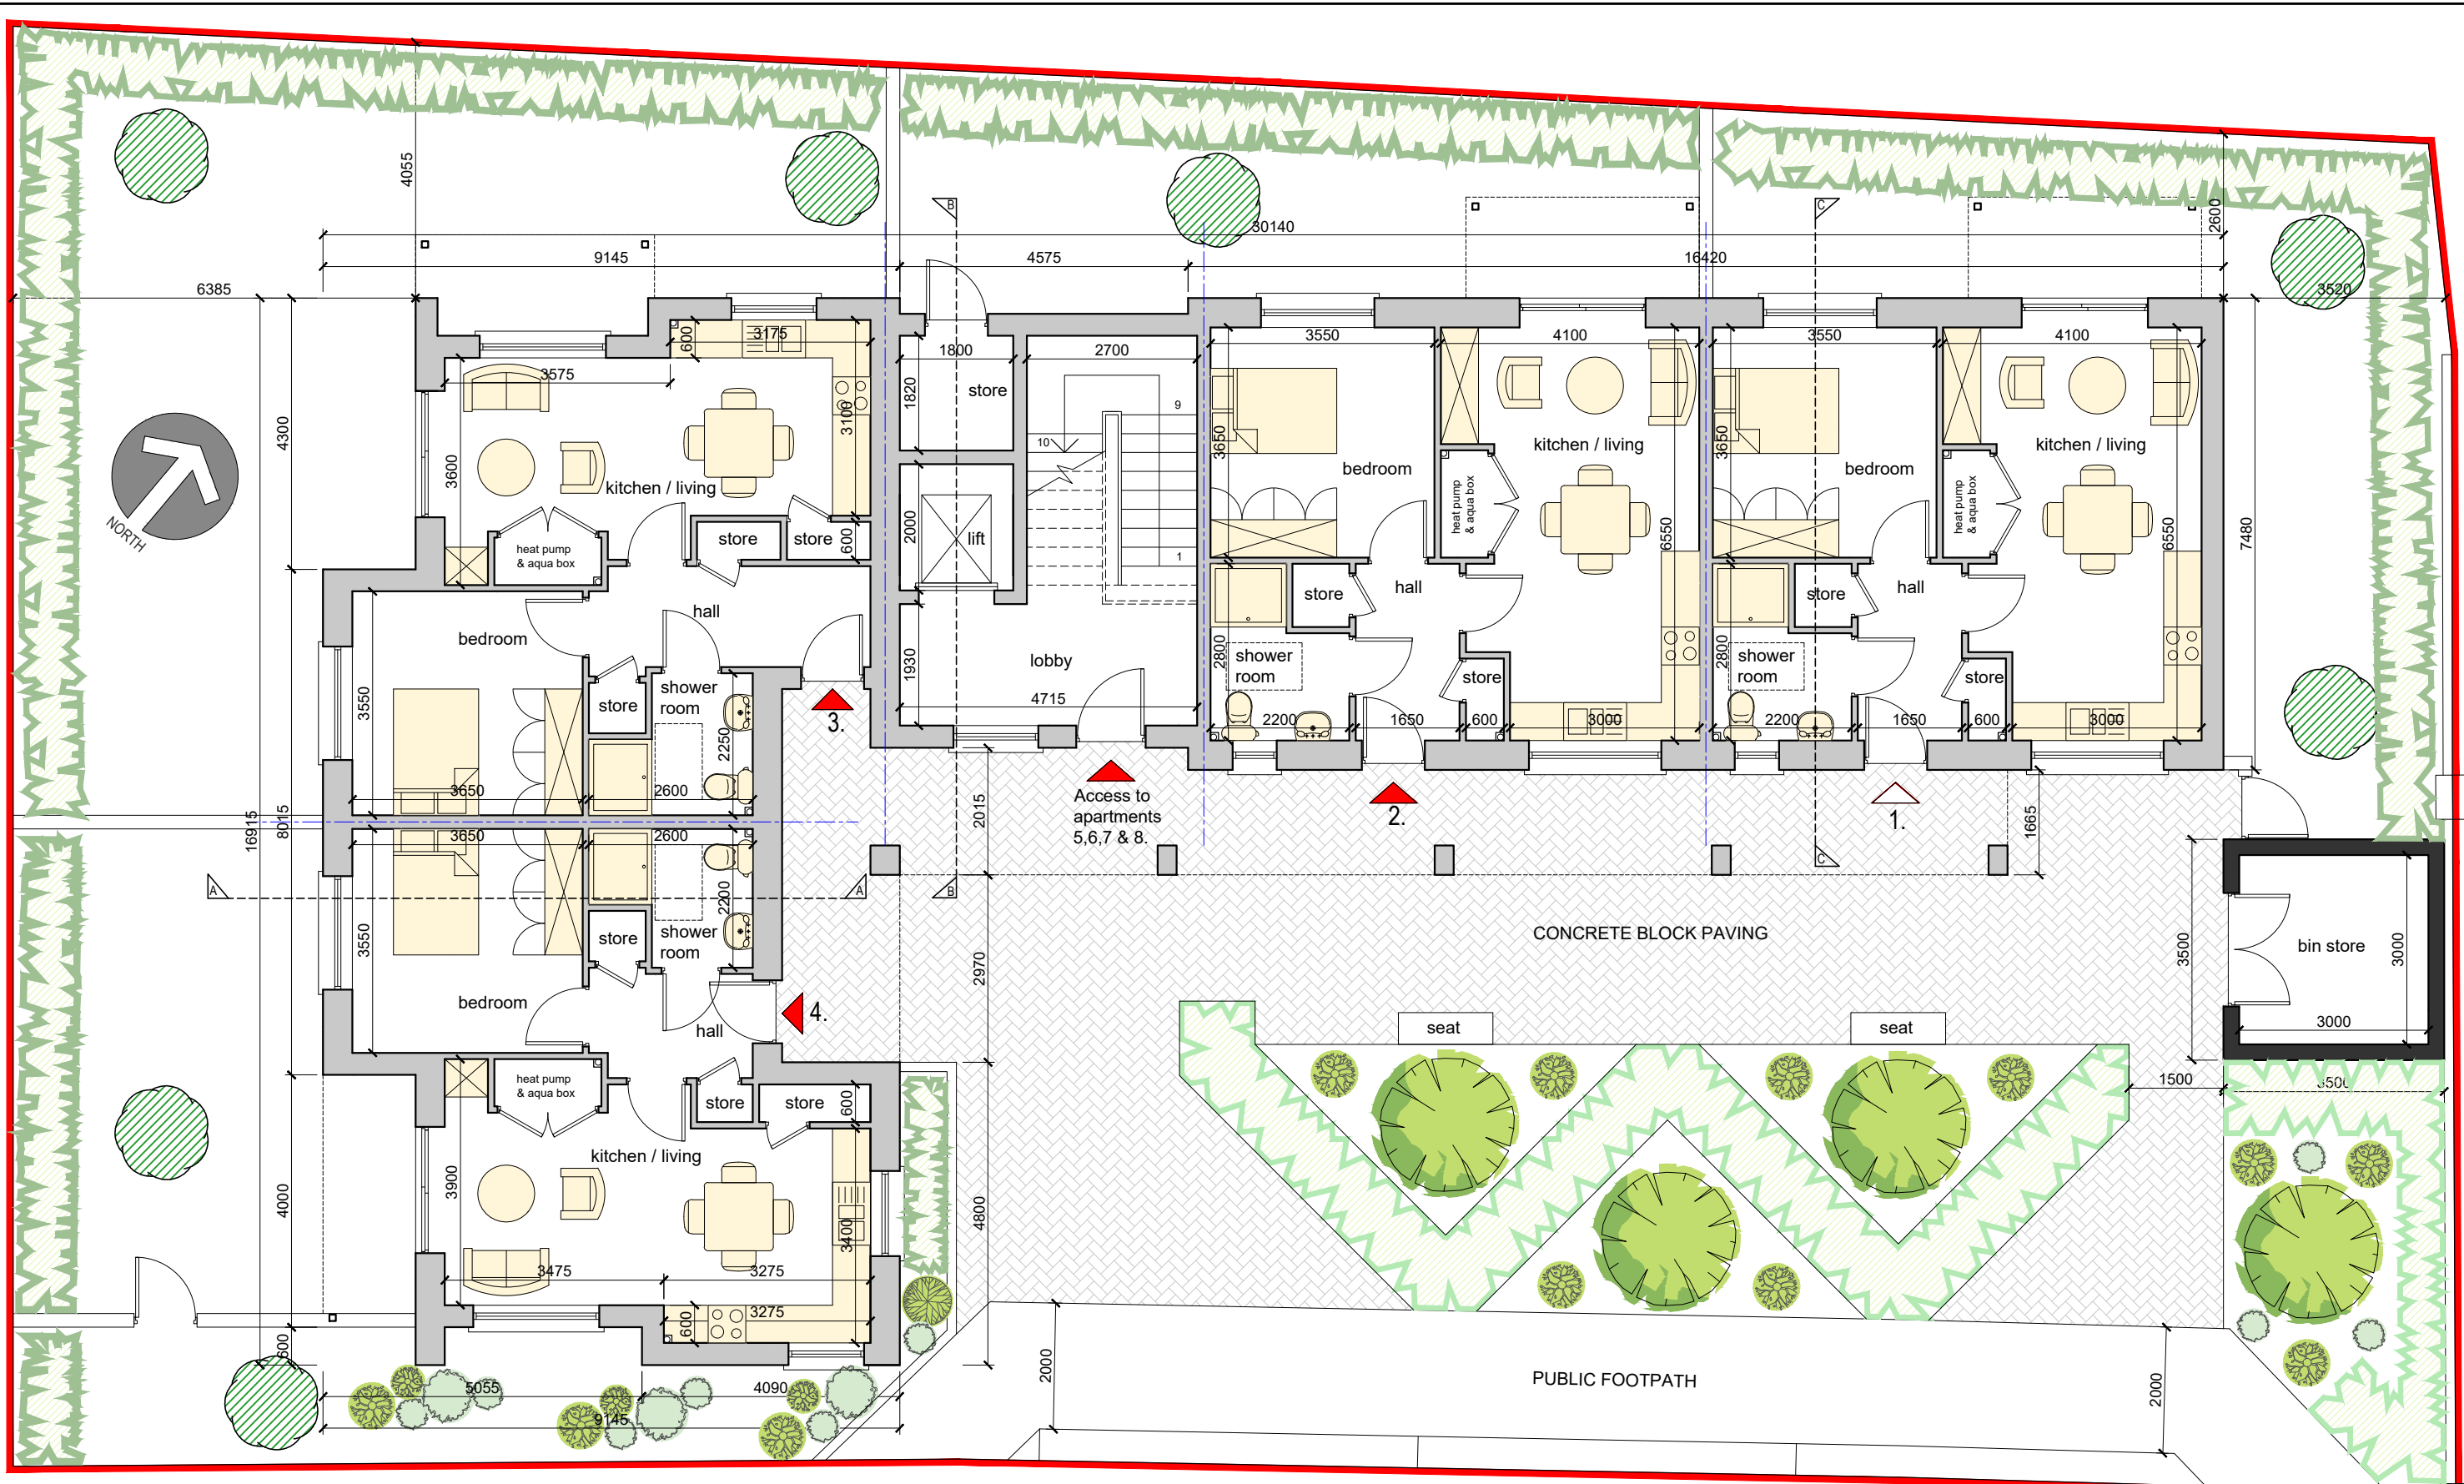 4055
2600
30140
9145
4575
16420
6385
3520
600
3175
1800
2700
3550
4100
3550
4100
3575
1820
store
9
10
3100
3650
kitchen / living
3650
kitchen / living
4300
3600
bedroom
bedroom
kitchen / living
heat pump
& aqua box
heat pump
& aqua box
NORTH
2000
lift
6550
6550
7480
store
store
600
heat pump
& aqua box
1
hall
store
hall
store
hall
bedroom
hall
1930
lobby
2800
shower
room
2800
shower
room
store
store
shower
room
store
3550
4715
3.
2200
1650
600
3000
2200
1650
600
3000
2250
3650
2600
Access to
apartments
5,6,7 & 8.
2.
1.
2015
1665
16915
8015
3650
2600
A
A
B
B
C
C
2200
3550
store
shower
room
CONCRETE BLOCK PAVING
2970
3500
bin store
3000
3000
bedroom
hall
4.
seat
seat
heat pump
& aqua box
store
store
600
1500
3500
kitchen / living
3900
4000
3400
4800
3475
3275
3275
600
600
2000
2000
PUBLIC FOOTPATH
5055
4090
9145